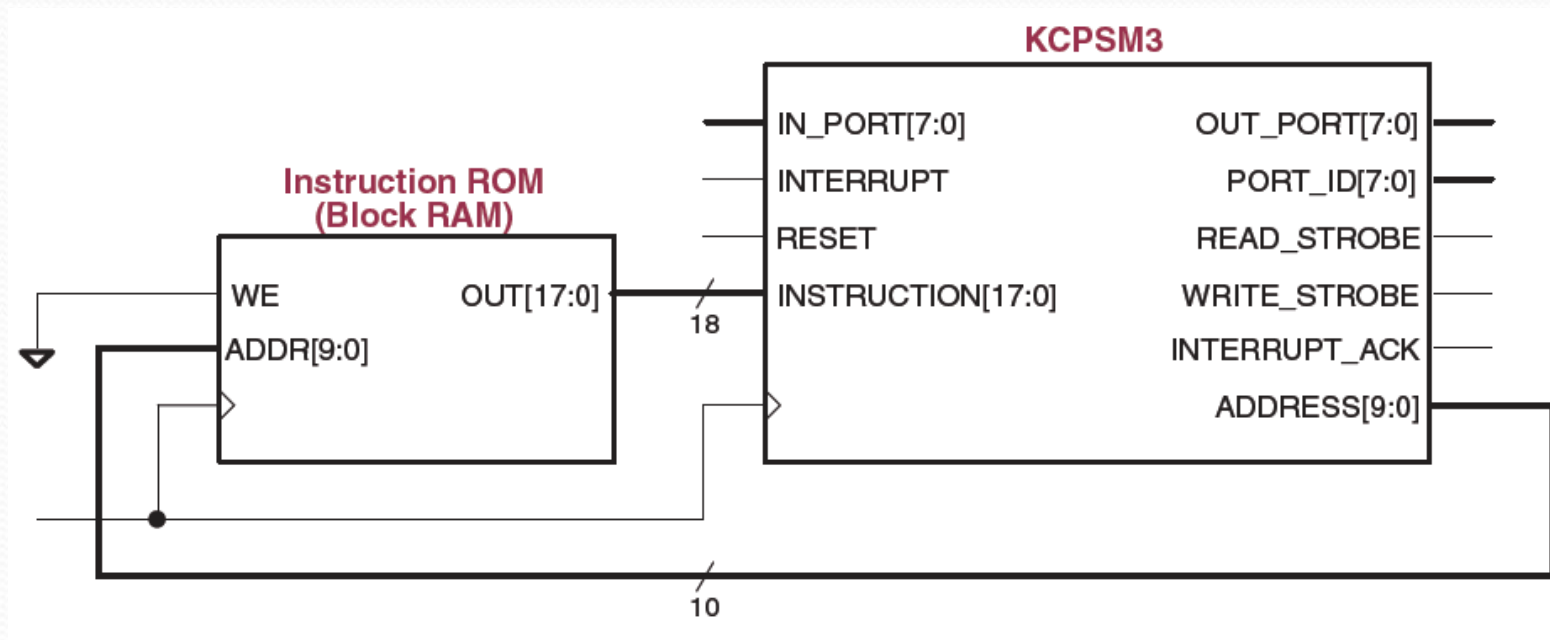 KCPSM3
IN_PORT[7:0]
OUT_PORT[7:0]
Instruction ROM
(Block RAM)
INTERRUPT
PORT_ID[7:0]
RESET
READ_STROBE
WE
OUT[17:0]
18
INSTRUCTION[17:0]
WRITE_STROBE
ADDR[9:0]
INTERRUPT_ACK
ADDRESS[9:0]
10